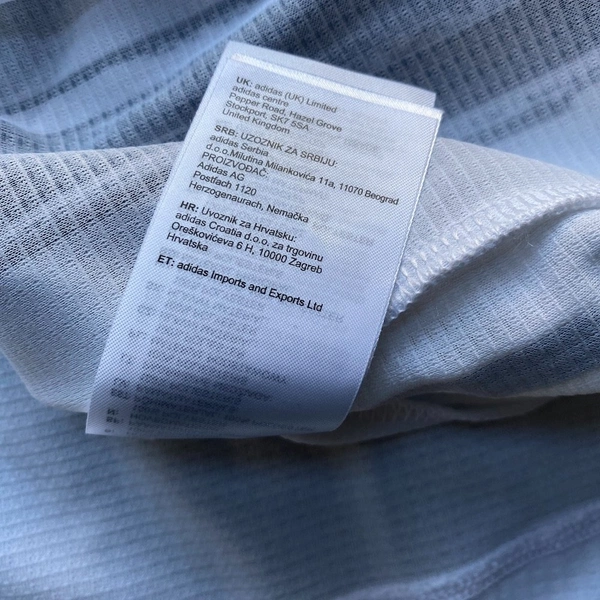 UK: adidas (UK) Limited
adidas centre
Pepper Road, Hazel Grove
Stockport, SK7 5SA
United Kingdom
SRB: UZOZNIK ZA SRBIJU:
adidas Serbia
d.o.o.Milutina Milankovića 11a, 11070 Beograd
PROIZVOĐAČ:
Adidas AG
Postfach 1120
Herzogenaurach, Nemačka
HR: Uvoznik za Hrvatsku:
adidas Croatia d.o.o. za trgovinu
Oreškovićeva 6 H, 10000 Zagreb
Hrvatska
ET: adidas Imports and Exports Ltd